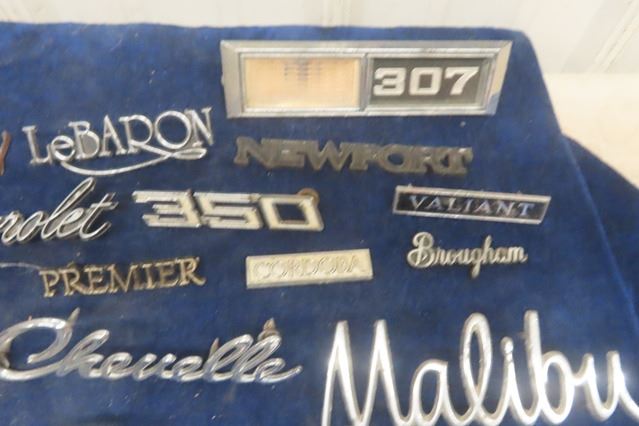 307
LeBARON
NEWPORT
rolet 350 VALIANT
Brougham
PREMIER CORDOBA
Chevelle
Malibu